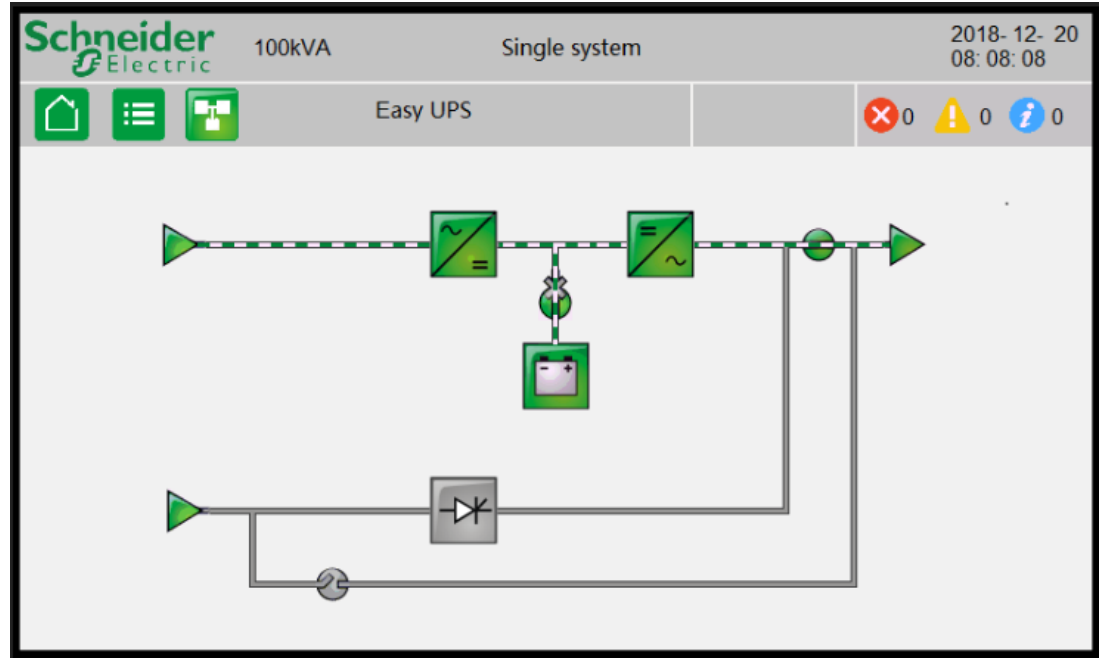 Schneider
Electric
100kVA
Single system
2018- 12- 20
08: 08: 08
Easy UPS
0
0
0